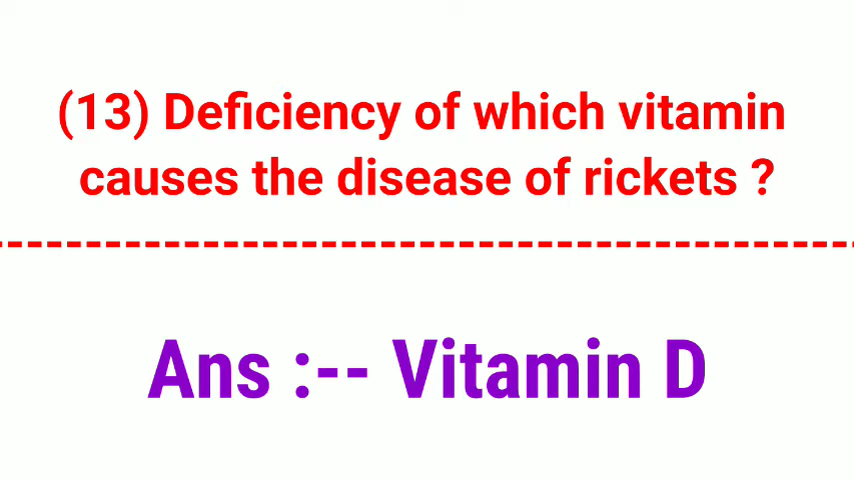 (13) Deficiency of which vitamin
causes the disease of rickets ?
Ans :-- Vitamin D